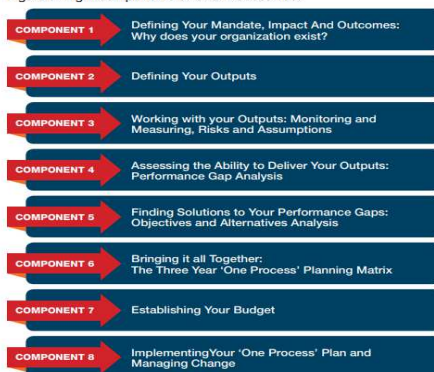 COMPONENT 1
Defining Your Mandate, Impact And Outcomes:
Why does your organization exist?
COMPONENT 2
Defining Your Outputs
COMPONENT 3
Working with your Outputs: Monitoring and
Measuring, Risks and Assumptions
COMPONENT 4
Assessing the Ability to Deliver Your Outputs:
Performance Gap Analysis
COMPONENT 5
Finding Solutions to Your Performance Gaps:
Objectives and Alternatives Analysis
COMPONENT 6
Bringing it all Together:
The Three Year 'One Process' Planning Matrix
COMPONENT 7
Establishing Your Budget
COMPONENT 8
ImplementingYour 'One Process' Plan and
Managing Change